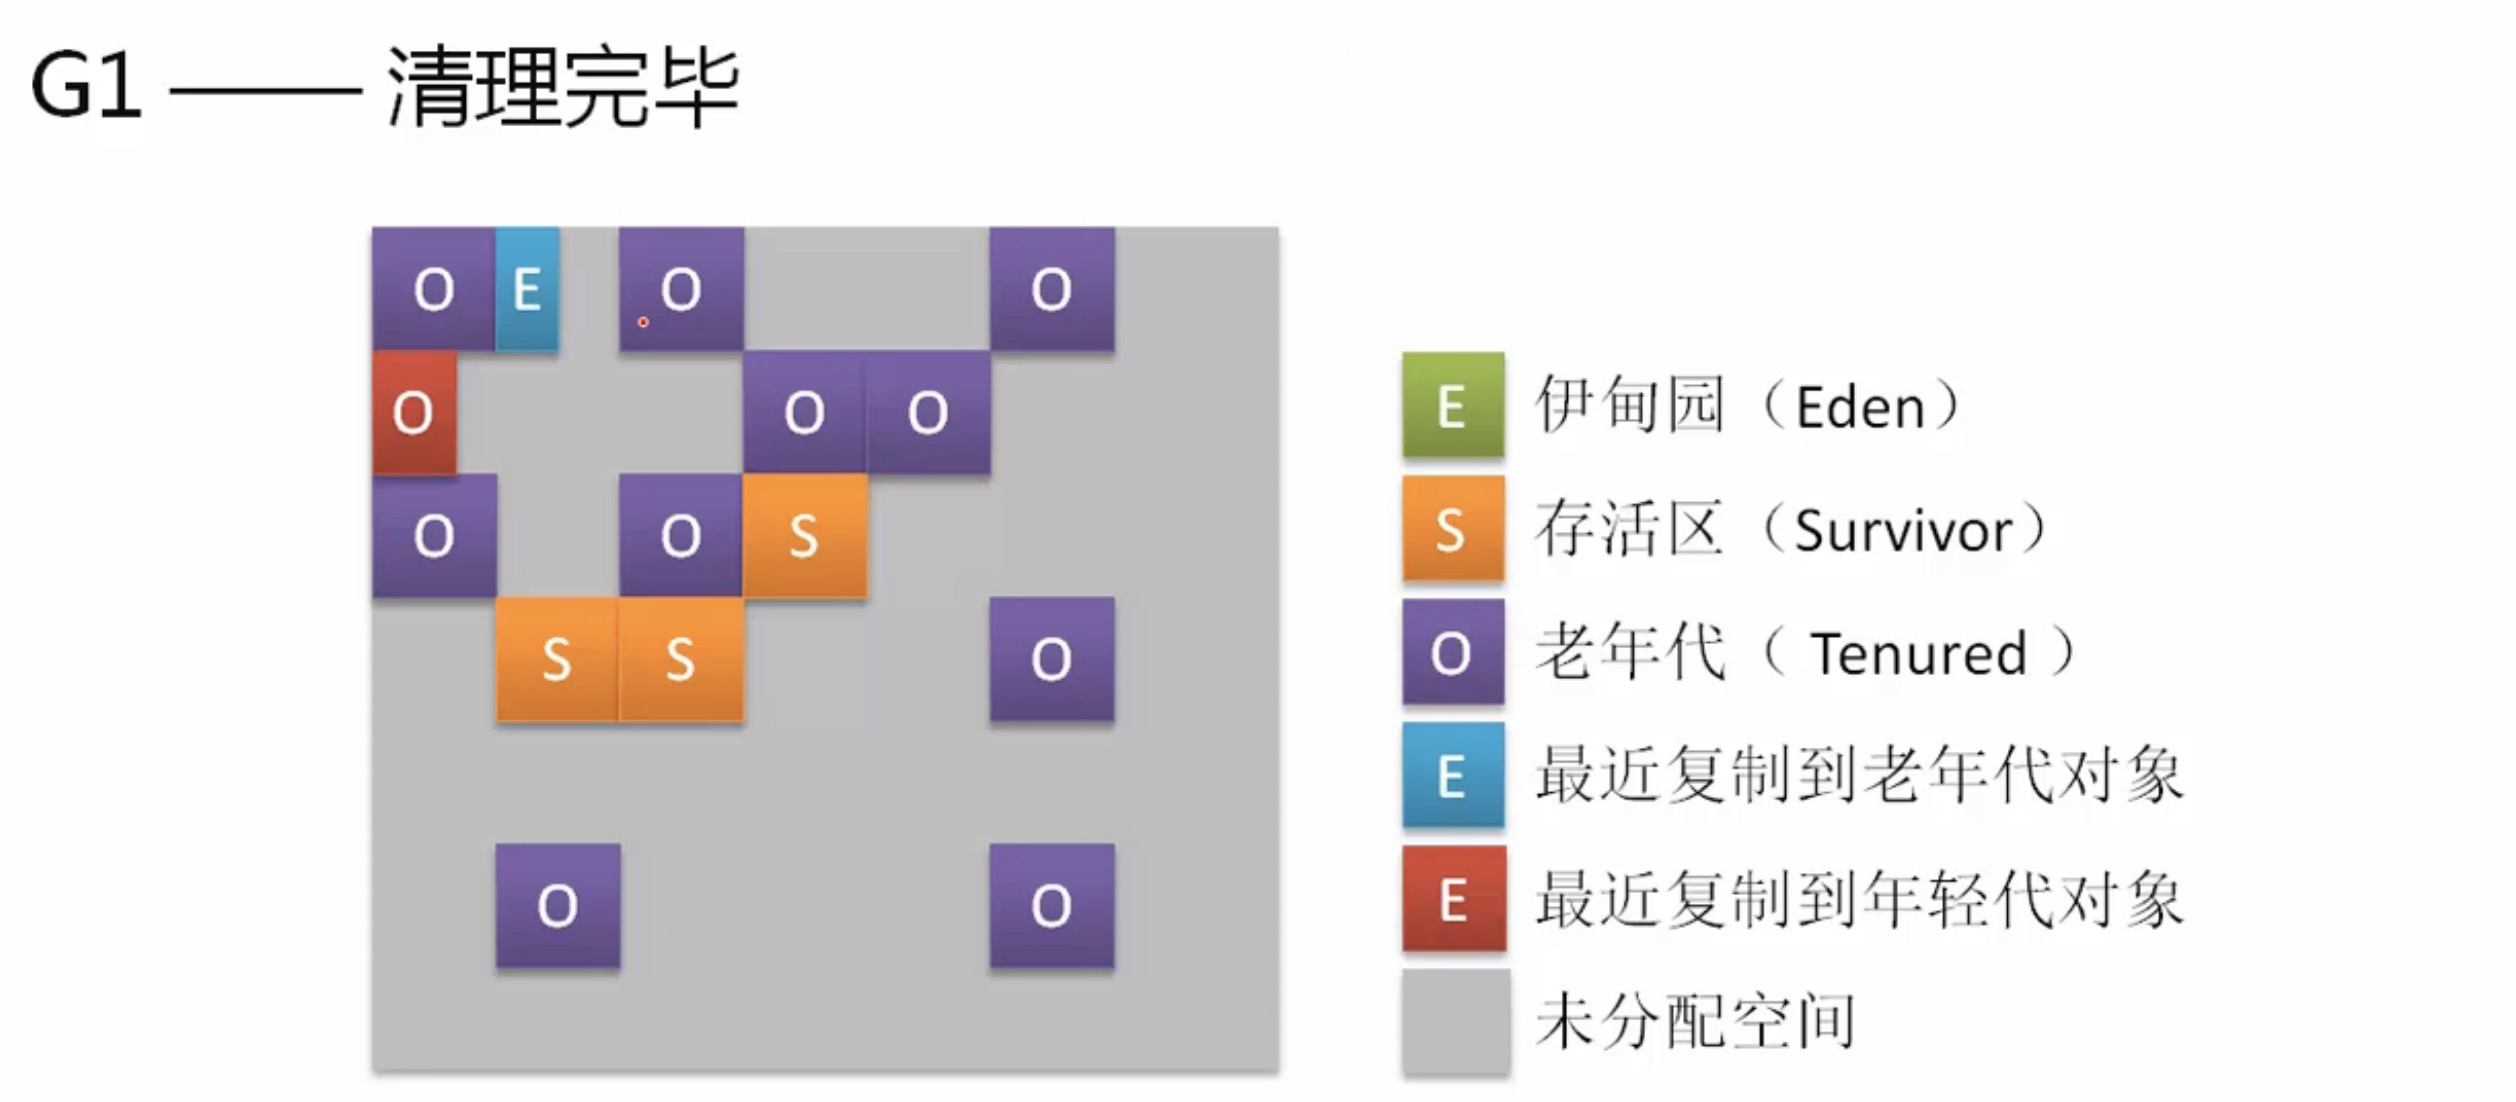 G1 —— 清理完毕
O E O O
O O O
O O S
S S O
O O
E 伊甸园（Eden）
S 存活区（Survivor）
O 老年代（ Tenured ）
E 最近复制到老年代对象
E 最近复制到年轻代对象
未分配空间